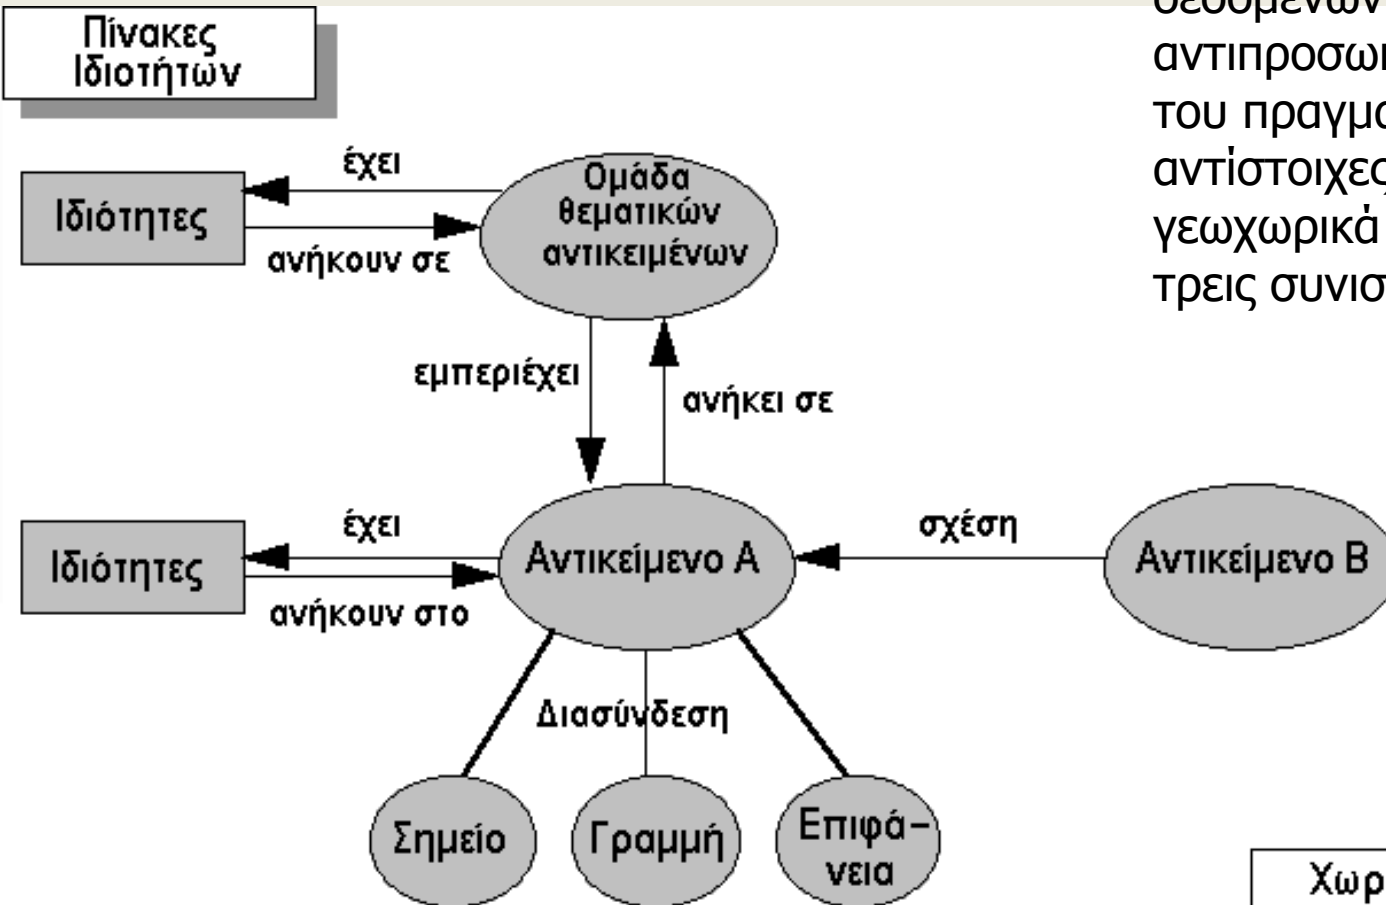 Πίνακες
Ιδιοτήτων
αντιπροσωπ
του πραγμα
αντίστοιχες
γεωχωρικά
τρεις συνισ
έχει
Ιδιότητες
ανήκουν σε
Ομάδα
θεματικών
αντικειμένων
εμπεριέχει
ανήκει σε
έχει
Ιδιότητες
ανήκουν στο
Αντικείμενο Α
σχέση
Αντικείμενο Β
Διασύνδεση
Σημείο
Γραμμή
Επιφά–
νεια
Χωρ